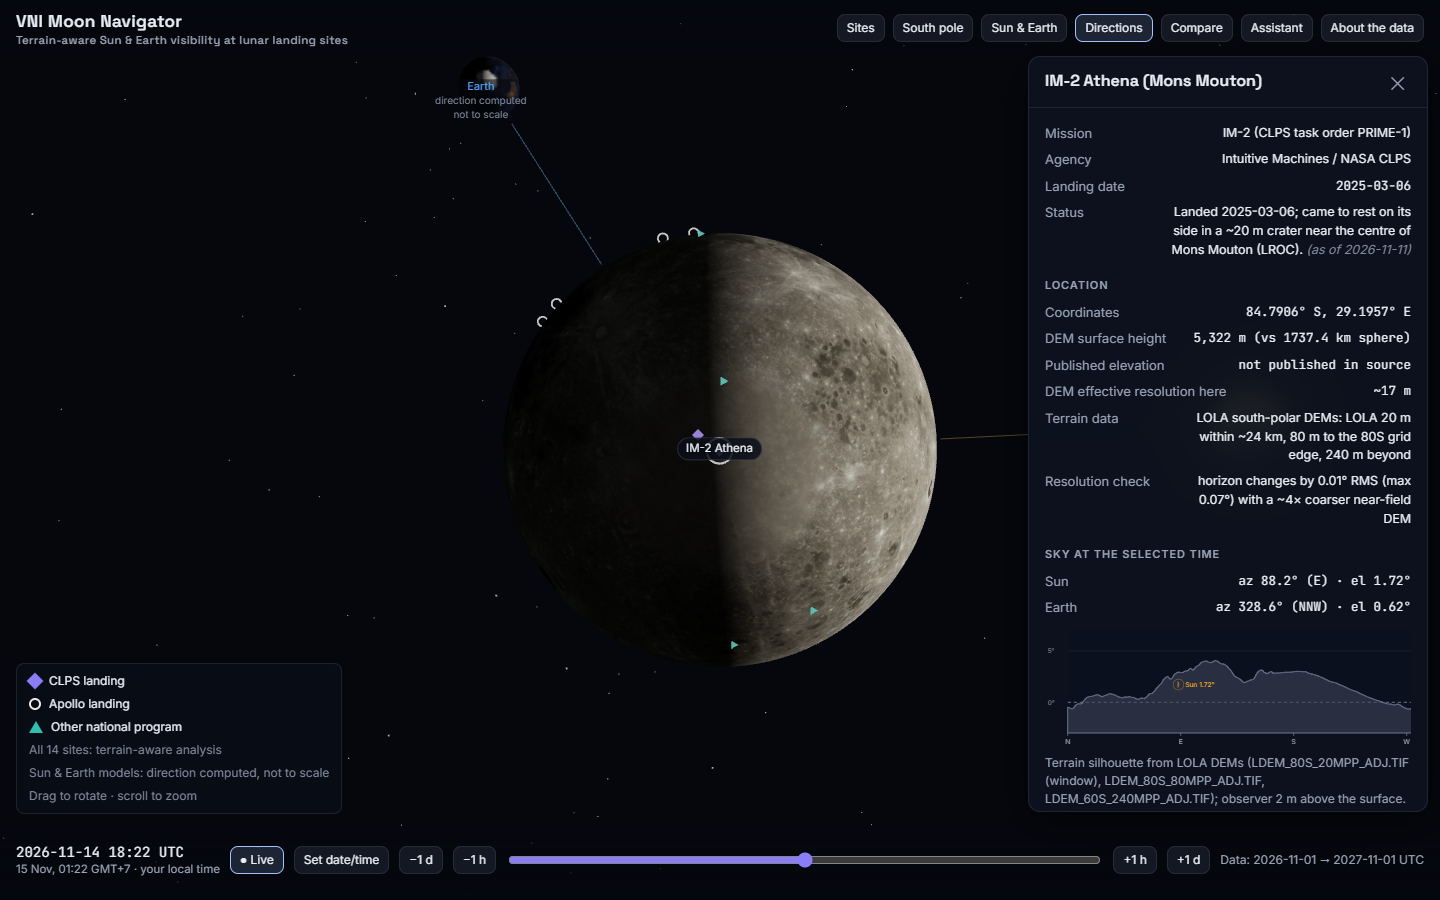 VNI Moon Navigator
Terrain-aware Sun & Earth visibility at lunar landing sites
Sites
South pole
Sun & Earth
Directions
Compare
Assistant
About the data
Earth
direction computed
not to scale
IM-2 Athena
IM-2 Athena (Mons Mouton)
Mission IM-2 (CLPS task order PRIME-1)
Agency Intuitive Machines / NASA CLPS
Landing date 2025-03-06
Status Landed 2025-03-06; came to rest on its
side in a ~20 m crater near the centre of
Mons Mouton (LROC). (as of 2026-11-11)
LOCATION
Coordinates 84.7906° S, 29.1957° E
DEM surface height 5,322 m (vs 1737.4 km sphere)
Published elevation not published in source
DEM effective resolution here ~17 m
Terrain data LOLA south-polar DEMs: LOLA 20 m
within ~24 km, 80 m to the 80S grid
edge, 240 m beyond
Resolution check horizon changes by 0.01° RMS (max
0.07°) with a ~4× coarser near-field
DEM
SKY AT THE SELECTED TIME
Sun az 88.2° (E) · el 1.72°
Earth az 328.6° (NNW) · el 0.62°
5°
Sun 1.72°
0°
N E S W
Terrain silhouette from LOLA DEMs (LDEM_80S_20MPP_ADJ.TIF
(window), LDEM_80S_80MPP_ADJ.TIF,
LDEM_60S_240MPP_ADJ.TIF); observer 2 m above the surface.
CLPS landing
Apollo landing
Other national program
All 14 sites: terrain-aware analysis
Sun & Earth models: direction computed, not to scale
Drag to rotate · scroll to zoom
2026-11-14 18:22 UTC
15 Nov, 01:22 GMT+7 · your local time
● Live
Set date/time
−1 d
−1 h
+1 h
+1 d
Data: 2026-11-01 → 2027-11-01 UTC